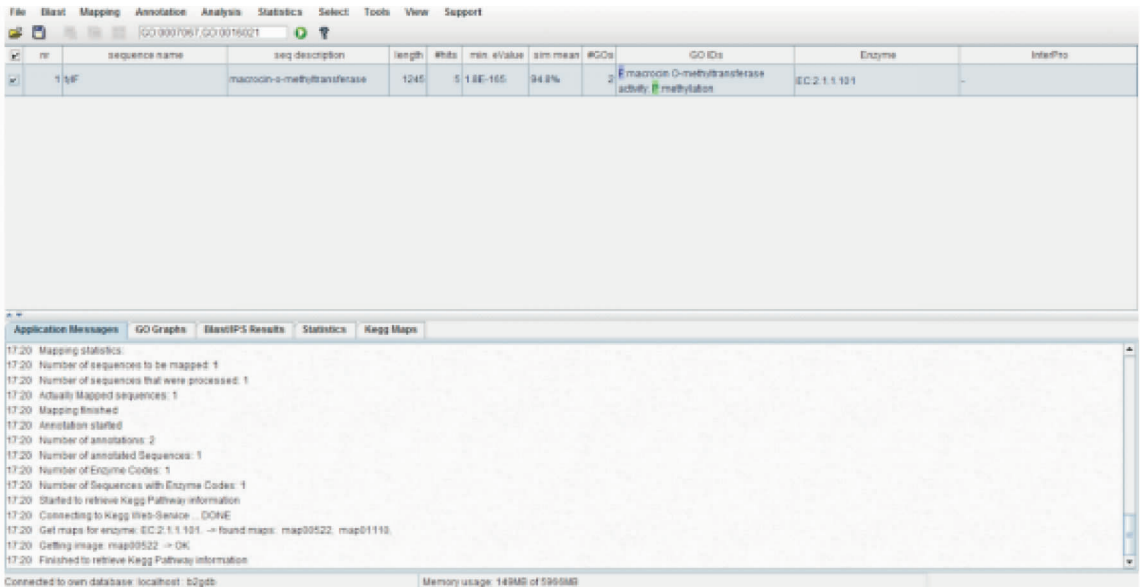 File Blast Mapping Annotation Analysis Statistics Select Tools View Support
GO:0007067,GO:0016021
nr sequence name seq description length #hits min. eValue sim mean #GOs GO IDs Enzyme InterPro
1 MF macrocin-o-methyltransferase 1245 5 1.8E-165 94.8% 2 F:macrocin O-methyltransferase EC:2.1.1.101 -
activity; P:methylation
Application Messages GO Graphs Blast/IPS Results Statistics Kegg Maps
17:20 Mapping statistics:
17:20 Number of sequences to be mapped: 1
17:20 Number of sequences that were processed: 1
17:20 Actually Mapped sequences: 1
17:20 Mapping finished
17:20 Annotation started
17:20 Number of annotations: 2
17:20 Number of annotated Sequences: 1
17:20 Number of Enzyme Codes: 1
17:20 Number of Sequences with Enzyme Codes: 1
17:20 Started to retrieve Kegg Pathway information
17:20 Connecting to Kegg Web-Service ... DONE
17:20 Get maps for enzyme: EC:2.1.1.101. -> found maps: map00522, map01110,
17:20 Getting image: map00522 -> OK
17:20 Finished to retrieve Kegg Pathway information
Connected to own database: localhost : b2gdb Memory usage: 149MB of 5966MB